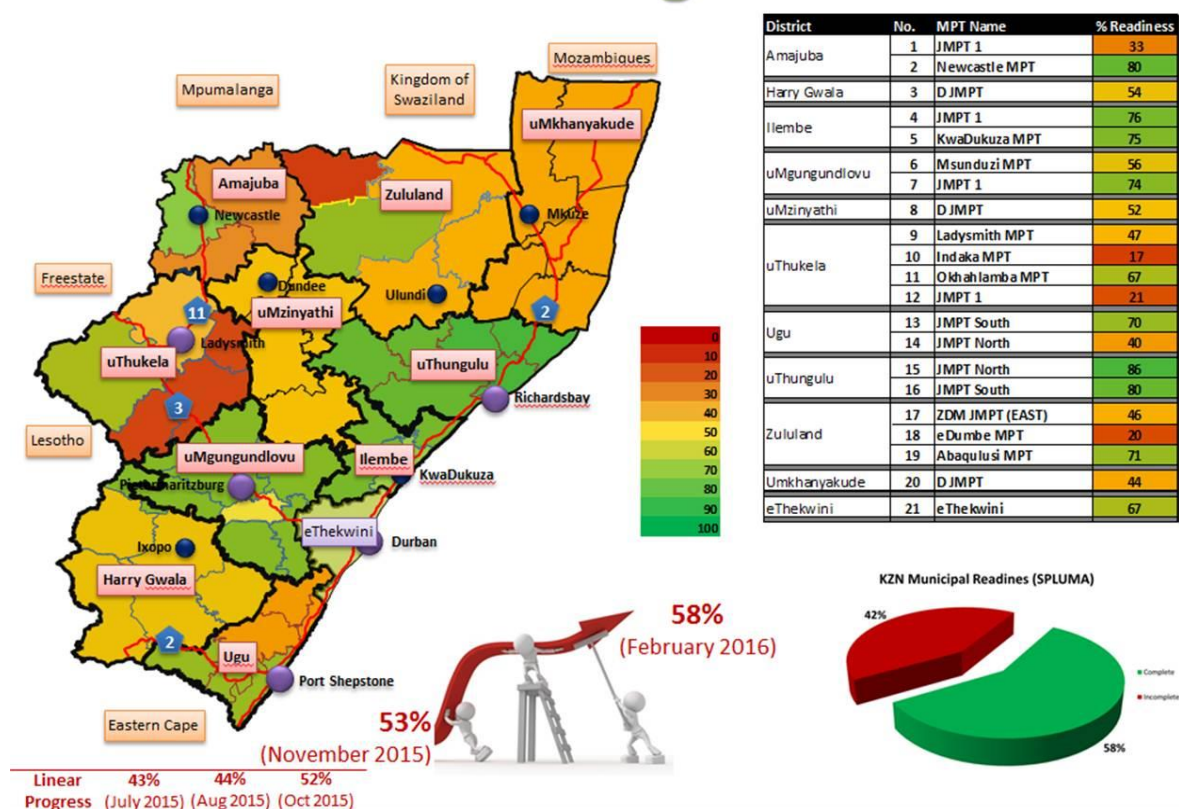 Mozambiques
Kingdom of
Swaziland
Mpumalanga
uMkhanyakude
Amajuba
Zululand
Newcastle
Mkuze
Freestate
Dundee
Ulundi
2
11
uMzinyathi
Ladysmith
uThukela
uThungulu
Richardsbay
3
Lesotho
uMgungundlovu
Ilembe
Pietermaritzburg
KwaDukuza
eThekwini
Durban
Ixopo
Harry Gwala
2
Ugu
Port Shepstone
Eastern Cape
0
10
20
30
40
50
60
70
80
90
100
District No. MPT Name % Readiness
Amajuba 1 JMPT 1 33
2 Newcastle MPT 80
Harry Gwala 3 DJMPT 54
Ilembe 4 JMPT 1 76
5 KwaDukuza MPT 75
uMgungundlovu 6 Msunduzi MPT 56
7 JMPT 1 74
uMzinyathi 8 DJMPT 52
uThukela 9 Ladysmith MPT 47
10 Indaka MPT 17
11 Okhahlamba MPT 67
12 JMPT 1 21
Ugu 13 JMPT South 70
14 JMPT North 40
uThungulu 15 JMPT North 86
16 JMPT South 80
Zululand 17 ZDM JMPT (EAST) 46
18 eDumbe MPT 20
19 Abaqulusi MPT 71
Umkhanyakude 20 DJMPT 44
eThekwini 21 eThekwini 67
58%
(February 2016)
53%
(November 2015)
Linear 43% 44% 52%
Progress (July 2015) (Aug 2015) (Oct 2015)
KZN Municipal Readines (SPLUMA)
42%
Complete
Incomplete
58%